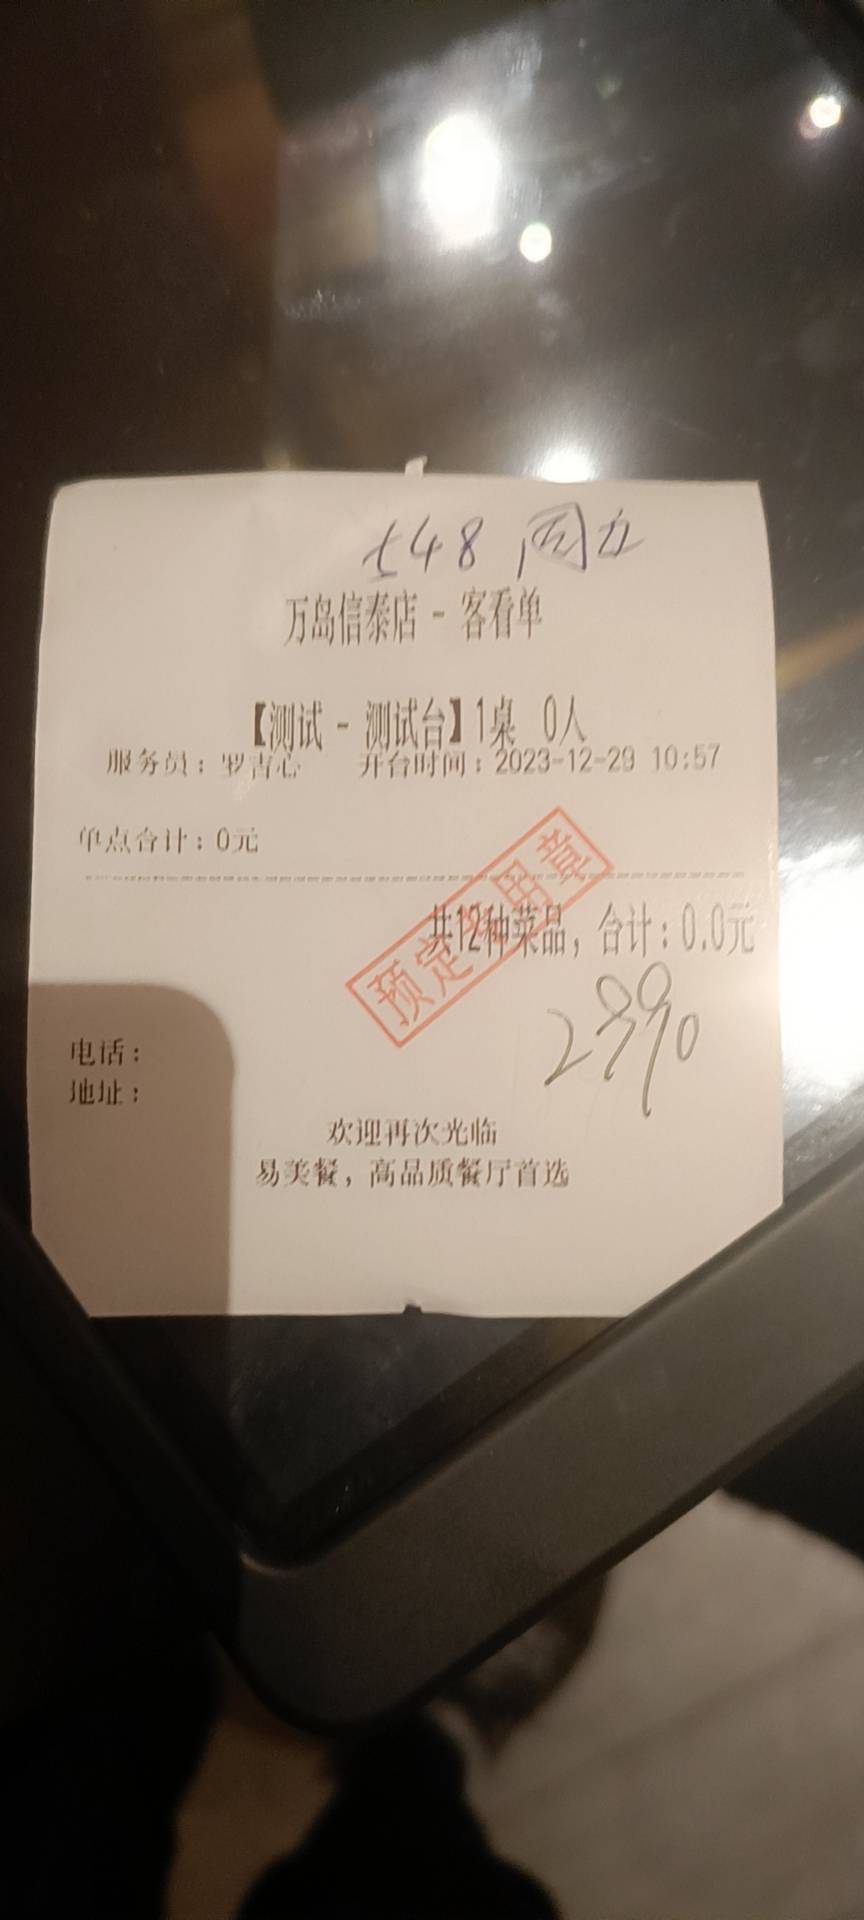 548 周五
万岛信泰店 - 客看单
【测试 - 测试台】1桌 0人
服务员：罗吉心 开台时间：2023-12-29 10:57
单点合计：0元
共12种菜品，合计：0.0元
预定专用章
2990
电话：
地址：
欢迎再次光临
易美餐，高品质餐厅首选